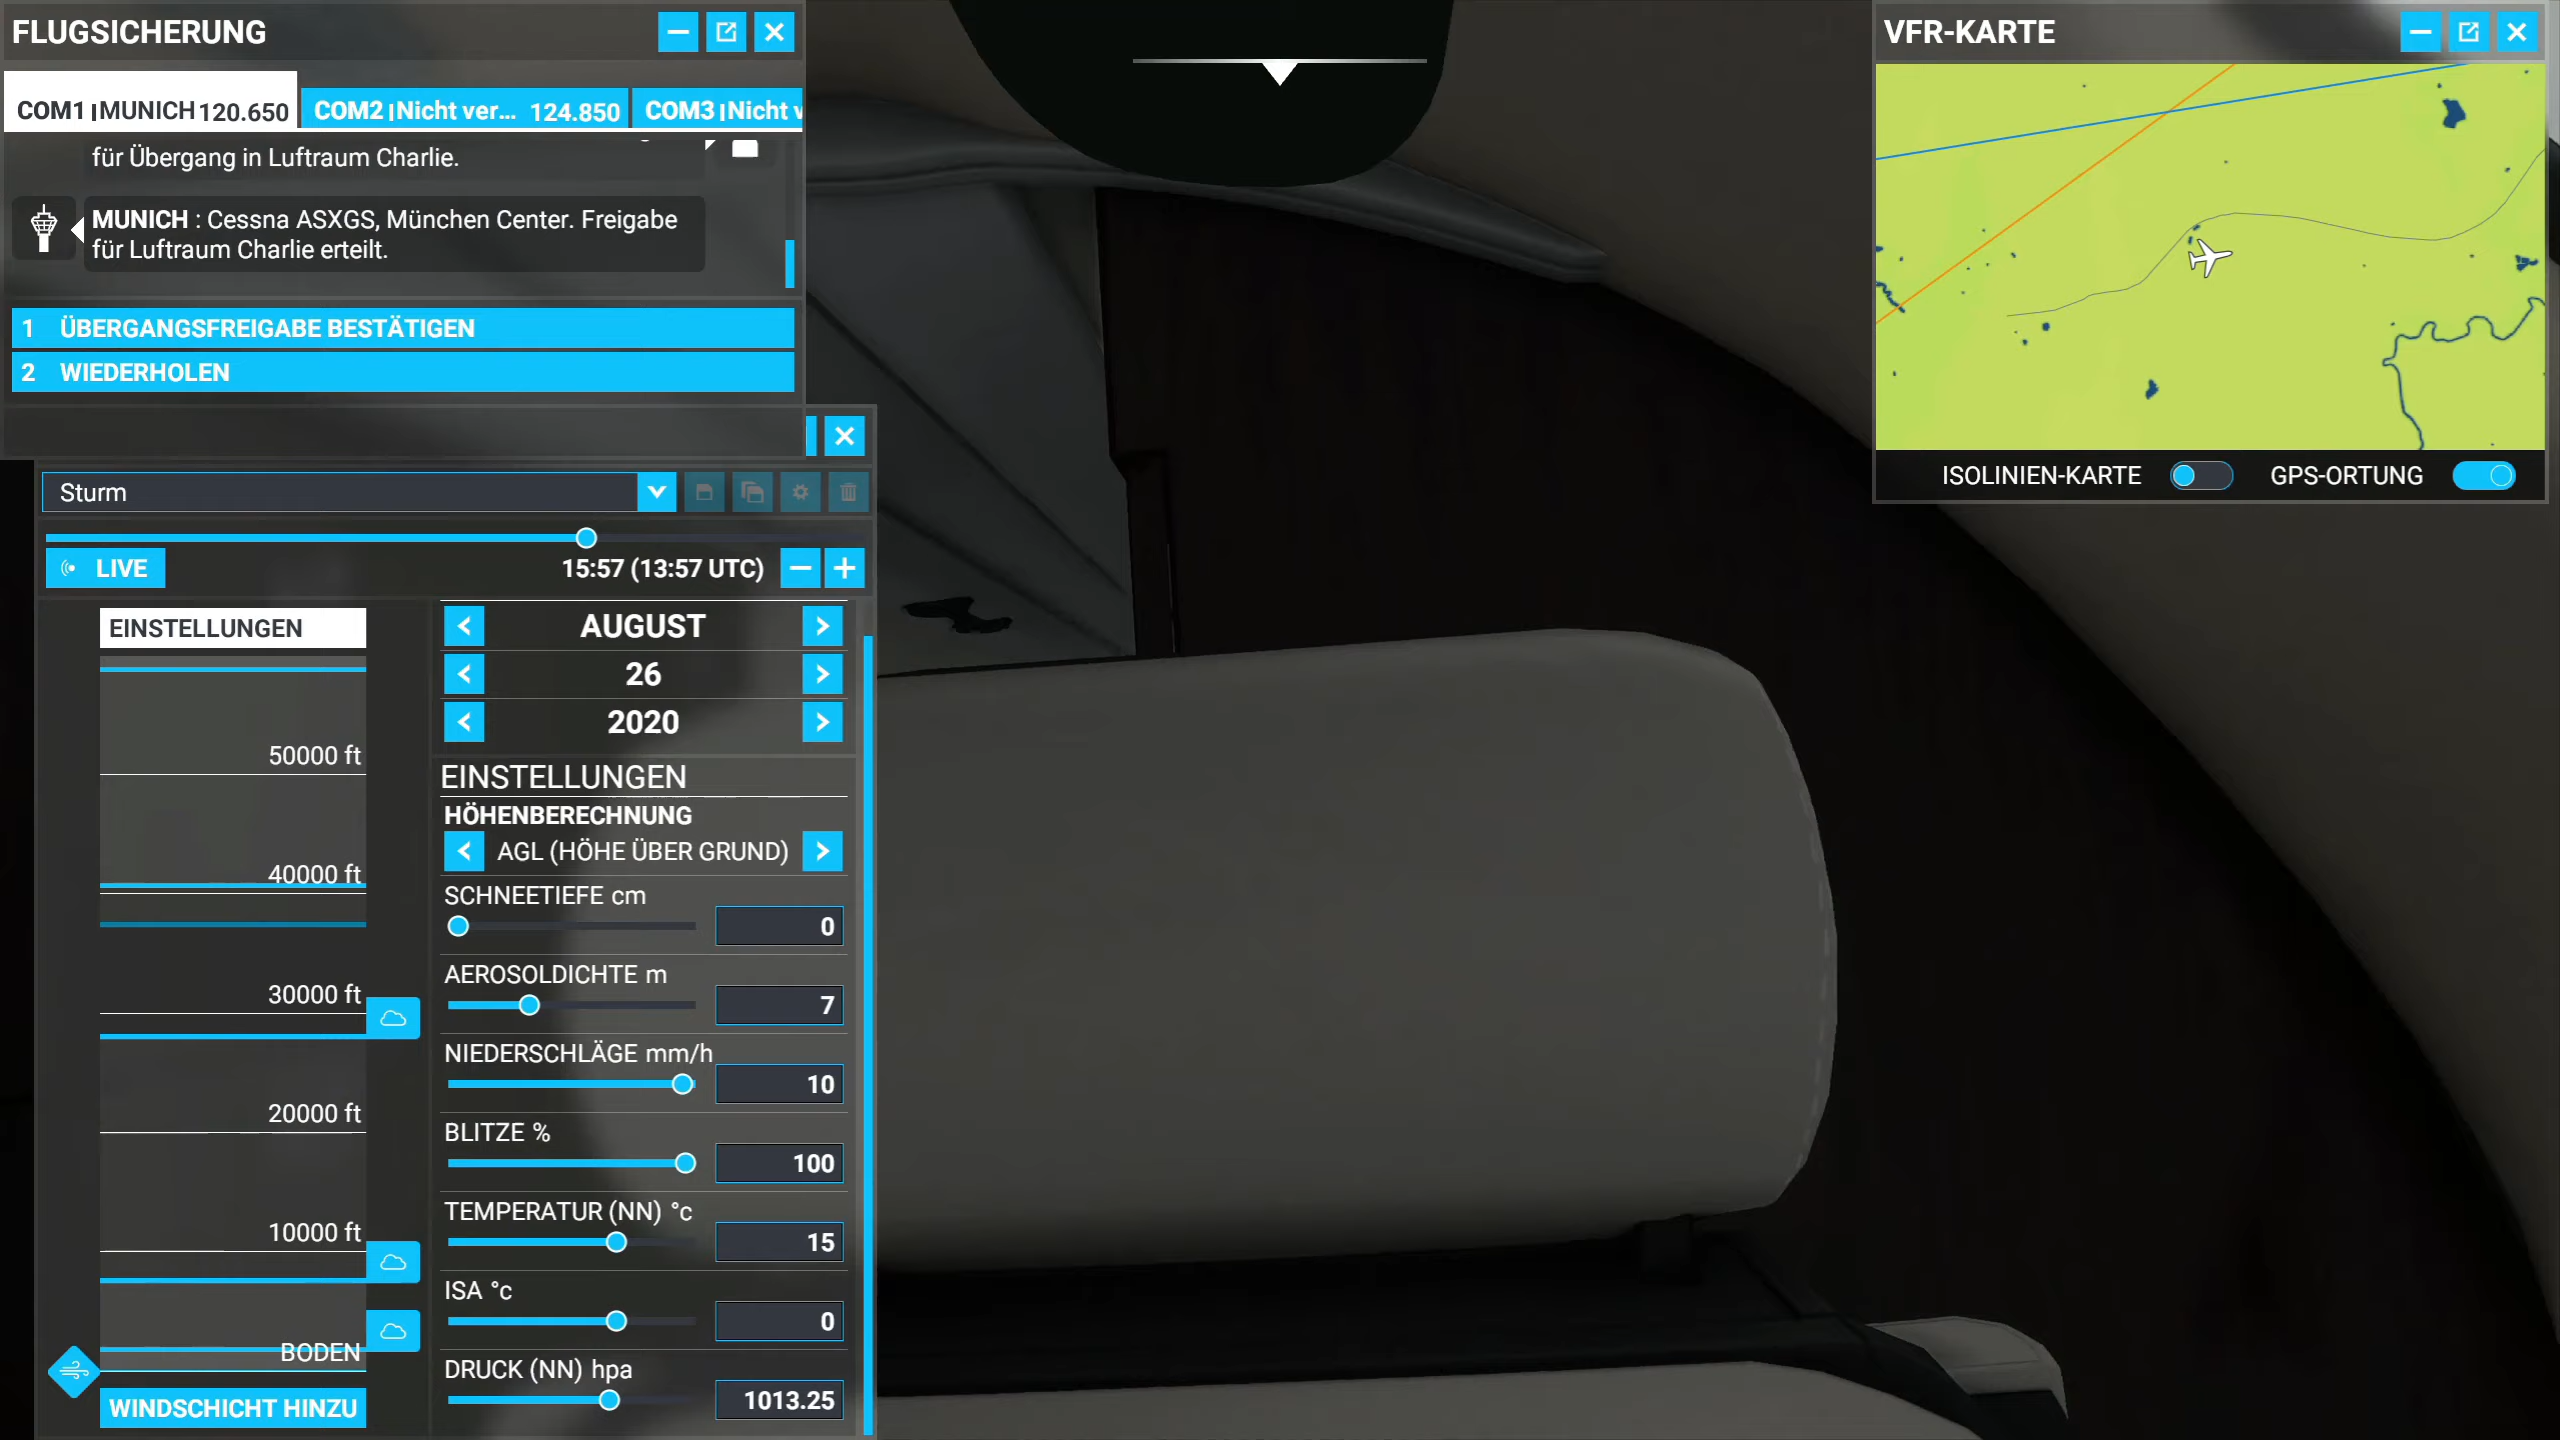 FLUGSICHERUNG
COM1 | MUNICH 120.650 COM2 | Nicht ver... 124.850 COM3 | Nicht v
für Übergang in Luftraum Charlie.
MUNICH : Cessna ASXGS, München Center. Freigabe
für Luftraum Charlie erteilt.
1 ÜBERGANGSFREIGABE BESTÄTIGEN
2 WIEDERHOLEN
Sturm
LIVE 15:57 (13:57 UTC)
EINSTELLUNGEN
50000 ft
40000 ft
30000 ft
20000 ft
10000 ft
BODEN
WINDSCHICHT HINZU
AUGUST
26
2020
EINSTELLUNGEN
HÖHENBERECHNUNG
AGL (HÖHE ÜBER GRUND)
SCHNEETIEFE cm
0
AEROSOLDICHTE m
7
NIEDERSCHLÄGE mm/h
10
BLITZE %
100
TEMPERATUR (NN) °c
15
ISA °c
0
DRUCK (NN) hpa
1013.25
VFR-KARTE
ISOLINIEN-KARTE GPS-ORTUNG